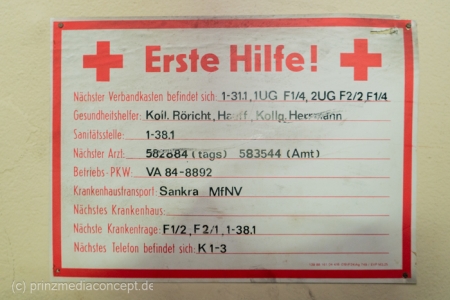 Erste Hilfe!
Nächster Verbandkasten befindet sich: 1-31.1, 1UG F1/4, 2UG F2/2, F1/4
Gesundheitshelfer: Koll. Röricht, Kollg. Herrmann
Sanitätsstelle: 1-38.1
Nächster Arzt: 582884 (tags) 583544 (Amt)
Betriebs-PKW: VA 84-8892
Krankenhaustransport: Sankra MfNV
Nächstes Krankenhaus:
Nächste Krankentrage: F1/2, F2/1, 1-38.1
Nächstes Telefon befindet sich: K 1-3
(c) prinzmediaconcept.de